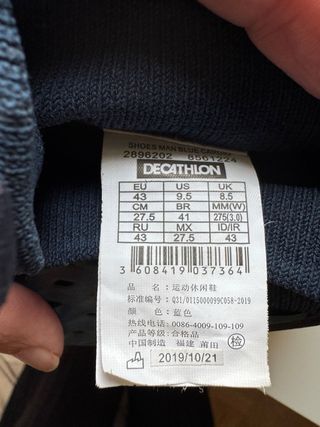 SHOES MAN BLUE
2896202 8561224
DECATHLON
EU US UK
43 9.5 8.5
CM BR MM(W)
27.5 41 275(3.0)
RU MX ID/IR
43 27.5 43
3 608419 037364
品 名：运动休闲鞋
标准编号：Q31/0115000099C058-2019
颜 色：蓝色
热线电话：0086-4009-109-109
产品等级：合格品
中国制造 福建 莆田 检
2019/10/21